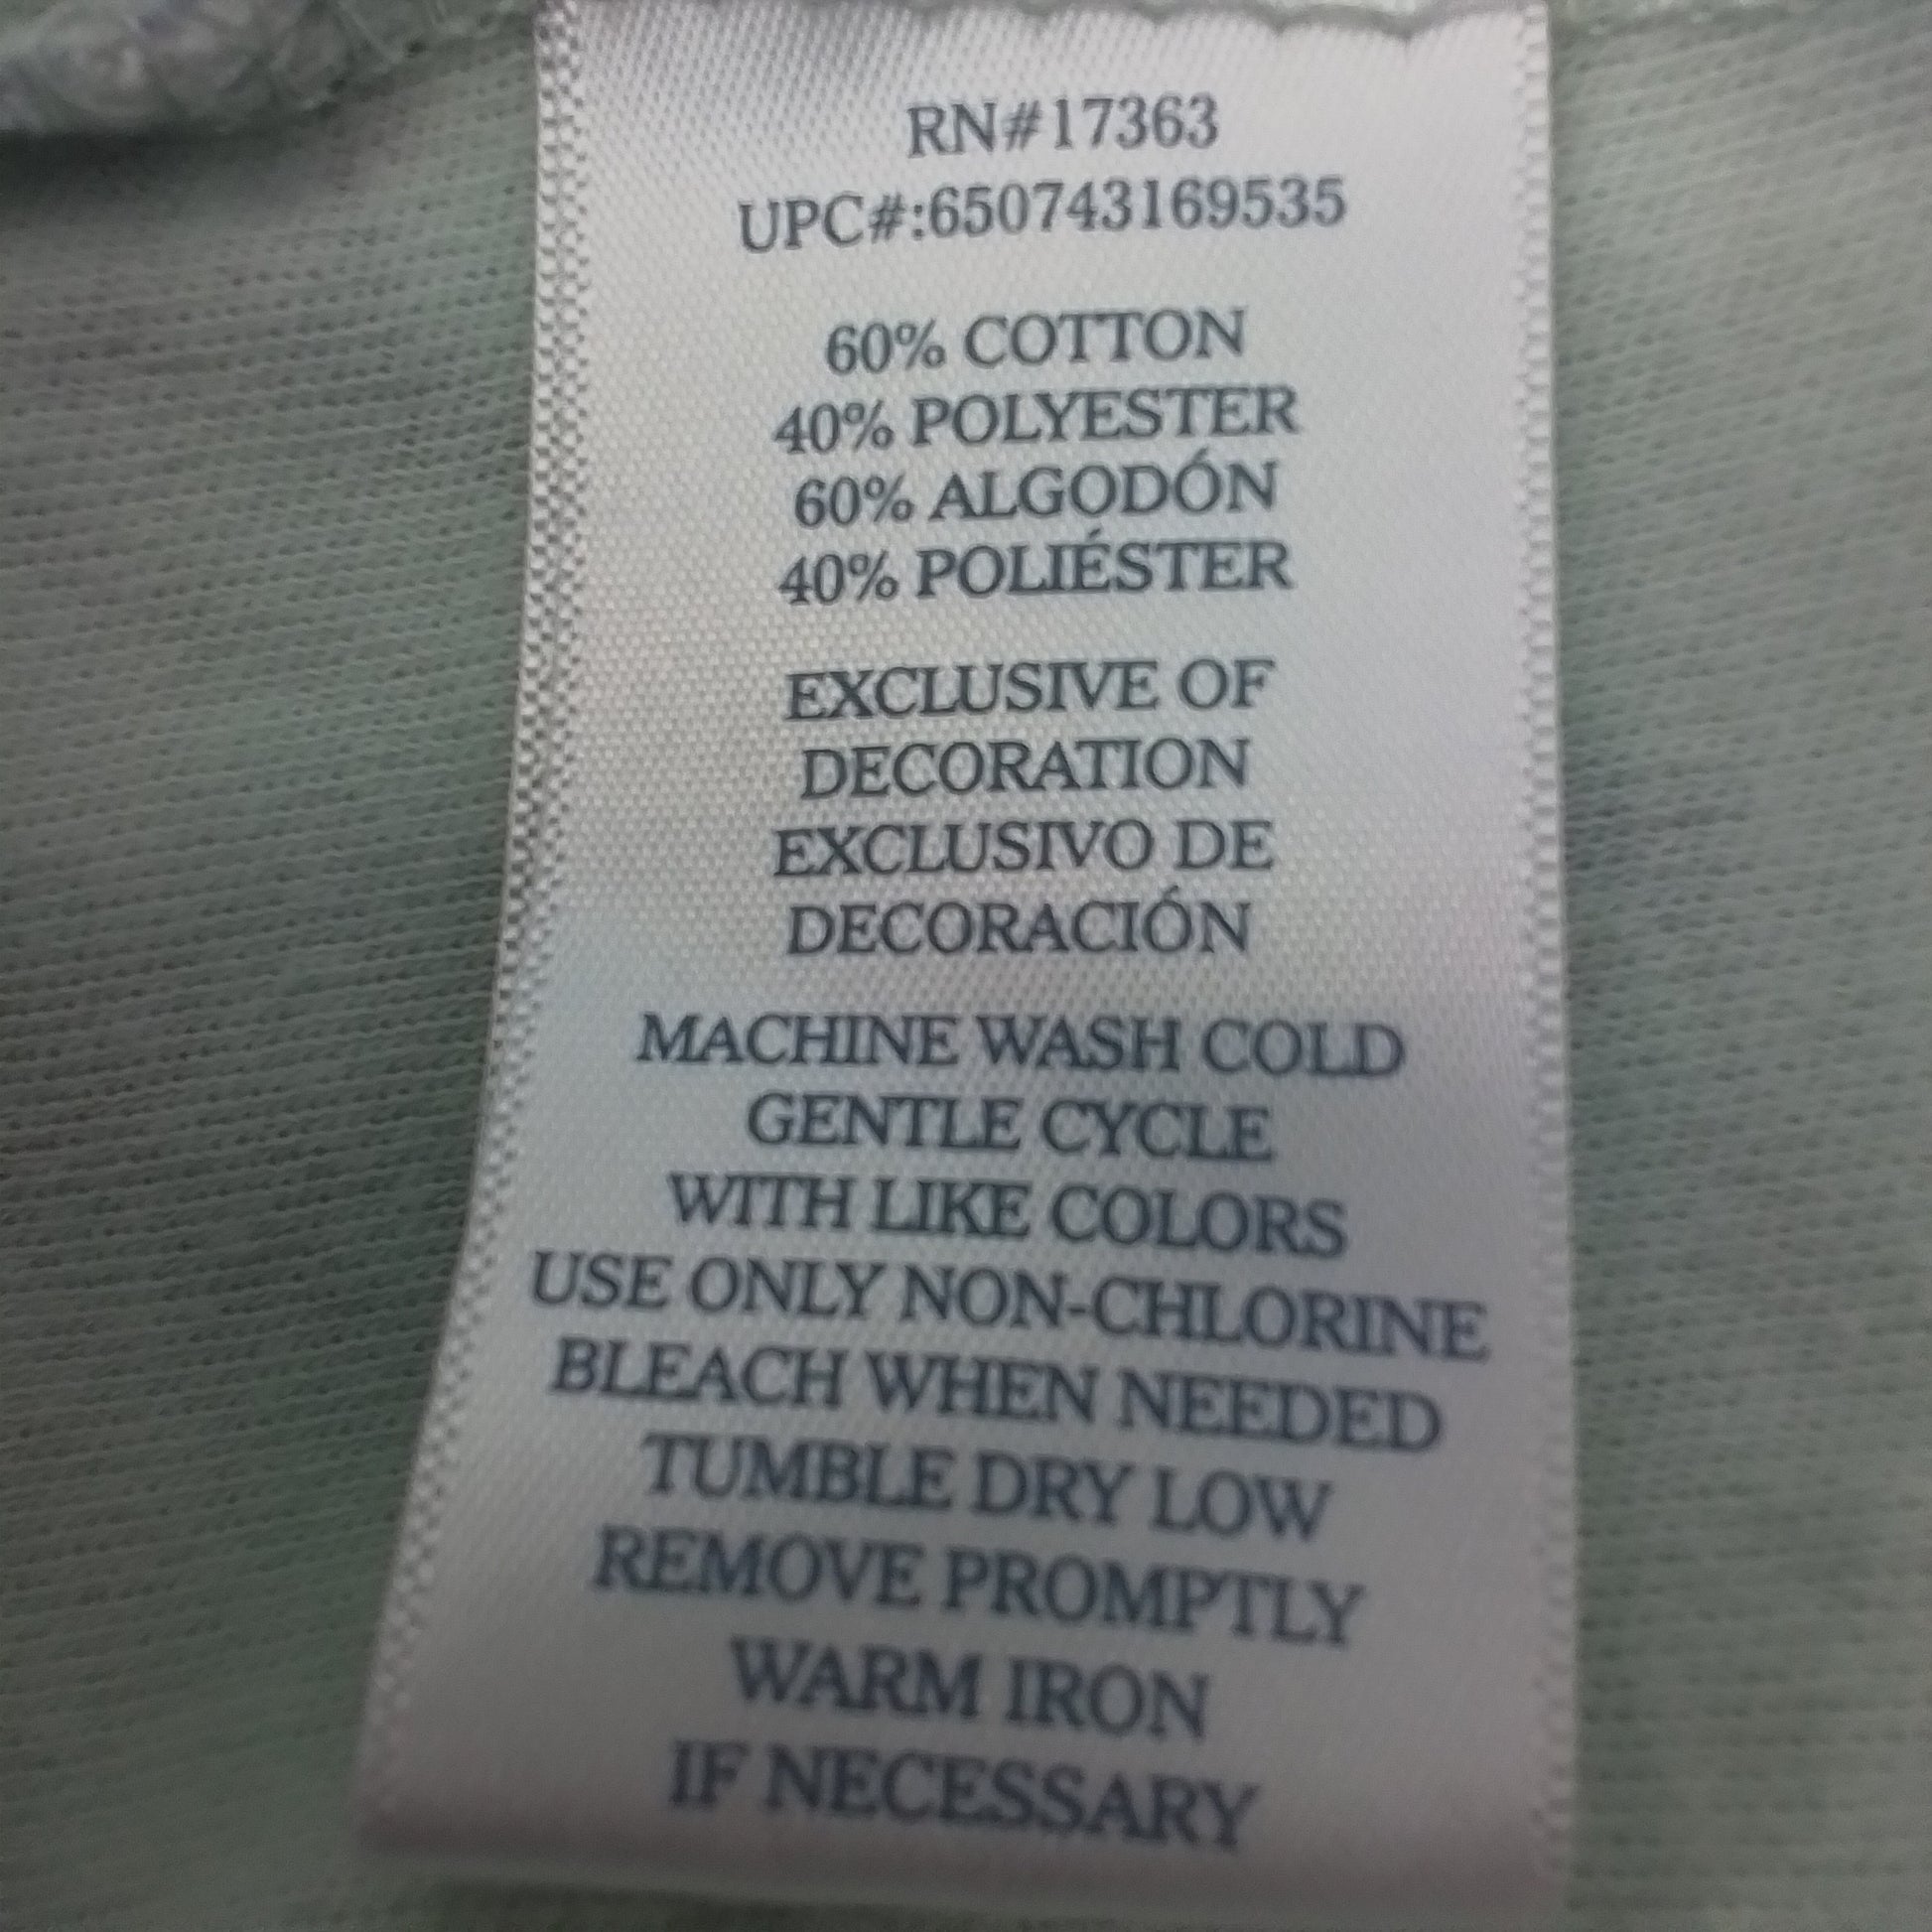 RN#17363
UPC#:650743169535
60% COTTON
40% POLYESTER
60% ALGODÓN
40% POLIÉSTER
EXCLUSIVE OF
DECORATION
EXCLUSIVO DE
DECORACIÓN
MACHINE WASH COLD
GENTLE CYCLE
WITH LIKE COLORS
USE ONLY NON-CHLORINE
BLEACH WHEN NEEDED
TUMBLE DRY LOW
REMOVE PROMPTLY
WARM IRON
IF NECESSARY